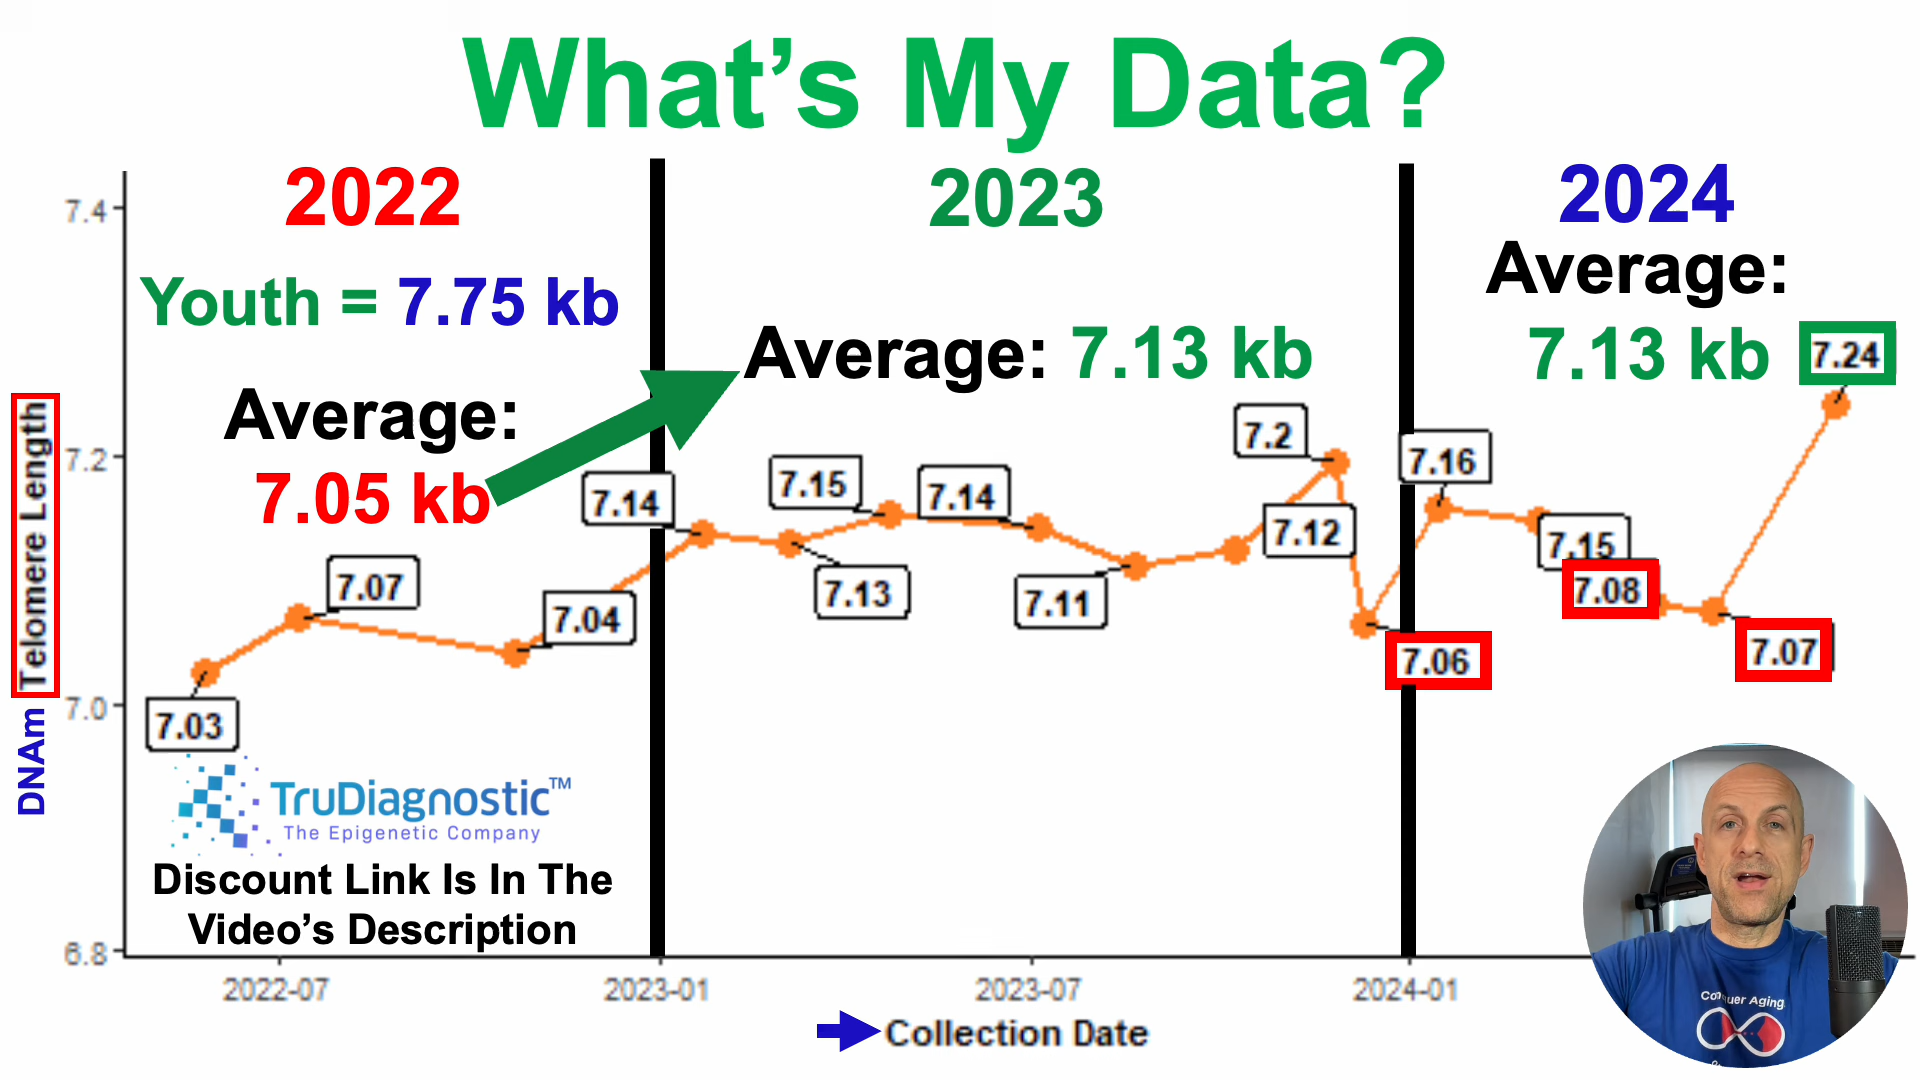 What's My Data?
2022
2023
2024
Youth = 7.75 kb
Average:
7.05 kb
Average: 7.13 kb
Average:
7.13 kb
7.4
7.2
7.0
6.8
DNAm Telomere Length
7.03
7.07
7.04
7.14
7.13
7.15
7.14
7.11
7.12
7.2
7.06
7.16
7.15
7.08
7.07
7.24
TruDiagnostic™
The Epigenetic Company
Discount Link Is In The
Video's Description
2022-07
2023-01
2023-07
2024-01
Collection Date
Conquer Aging